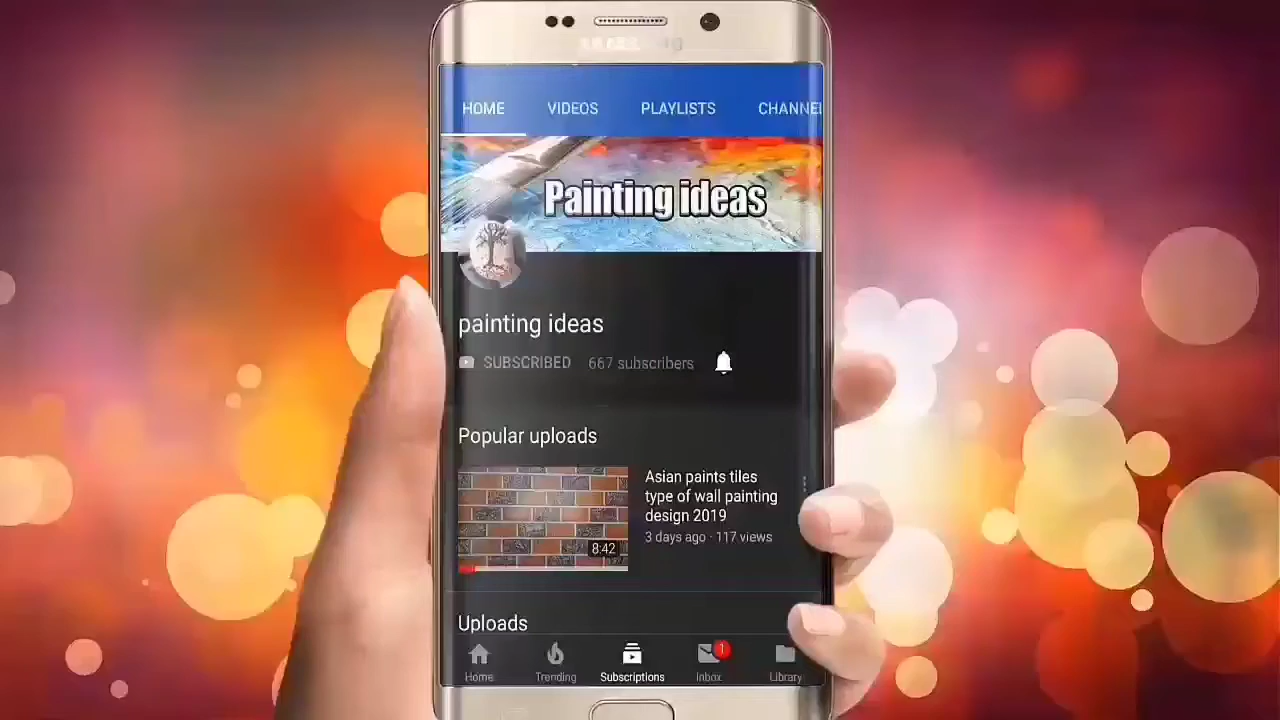 SAMSUNG
HOME VIDEOS PLAYLISTS CHANNEL
Painting ideas
painting ideas
SUBSCRIBED 667 subscribers
Popular uploads
Asian paints tiles
type of wall painting
design 2019
3 days ago · 117 views
8:42
Uploads
1
Home Trending Subscriptions Inbox Library